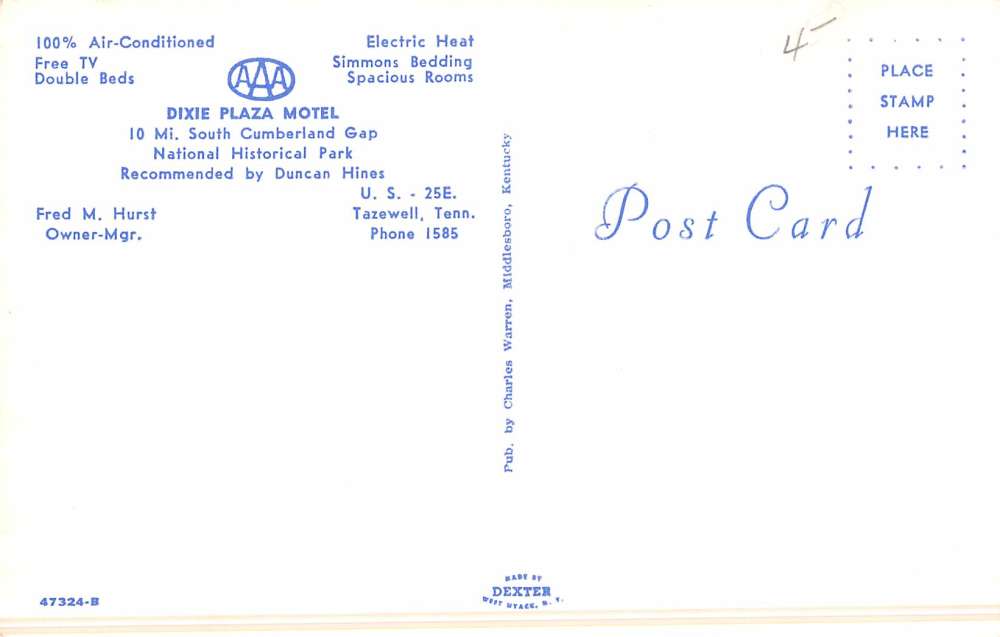 100% Air-Conditioned
Free TV
Double Beds
Electric Heat
Simmons Bedding
Spacious Rooms
AAA
DIXIE PLAZA MOTEL
10 Mi. South Cumberland Gap
National Historical Park
Recommended by Duncan Hines
U. S. - 25E.
Fred M. Hurst
Owner-Mgr.
Tazewell, Tenn.
Phone 1585
47324-B
Pub. by Charles Warren, Middlesboro, Kentucky
MADE BY
DEXTER
WEST NYACK, N. Y.
4-
PLACE
STAMP
HERE
Post Card